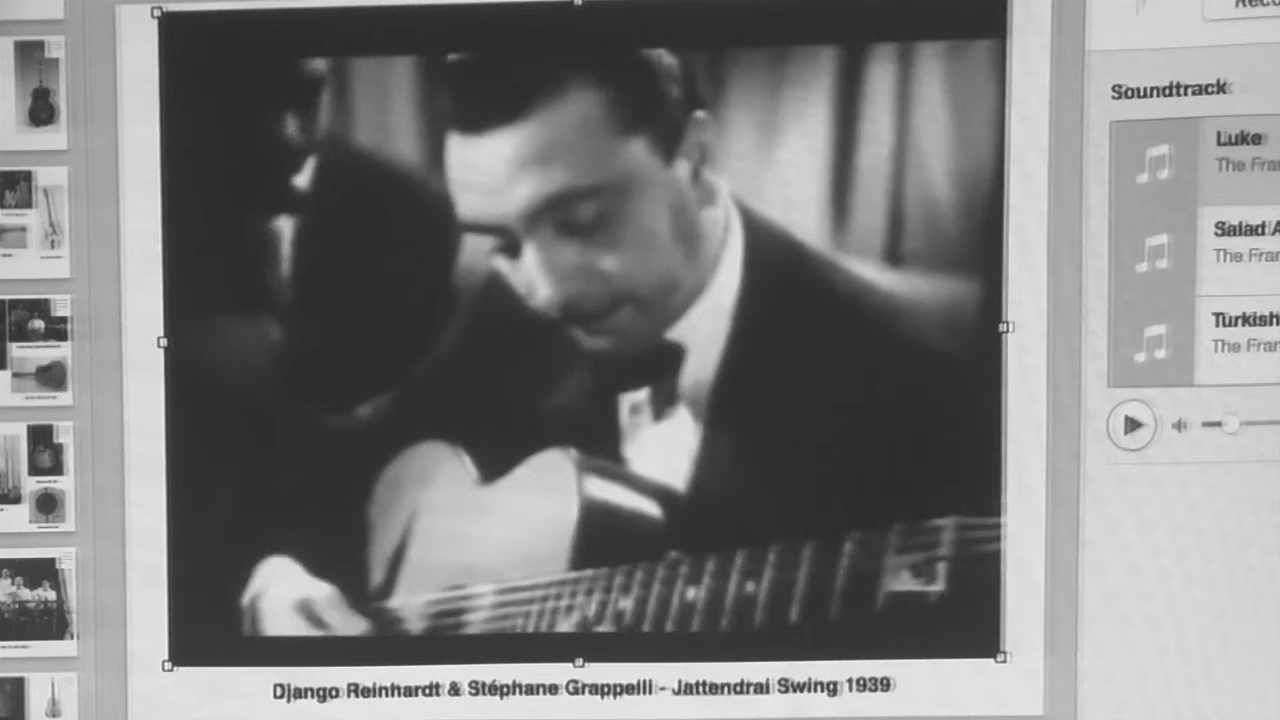 Soundtrack
Luke
The Fran
Salad A
The Fran
Turkish
The Fran
Django Reinhardt & Stéphane Grappelli - Jattendrai Swing 1939